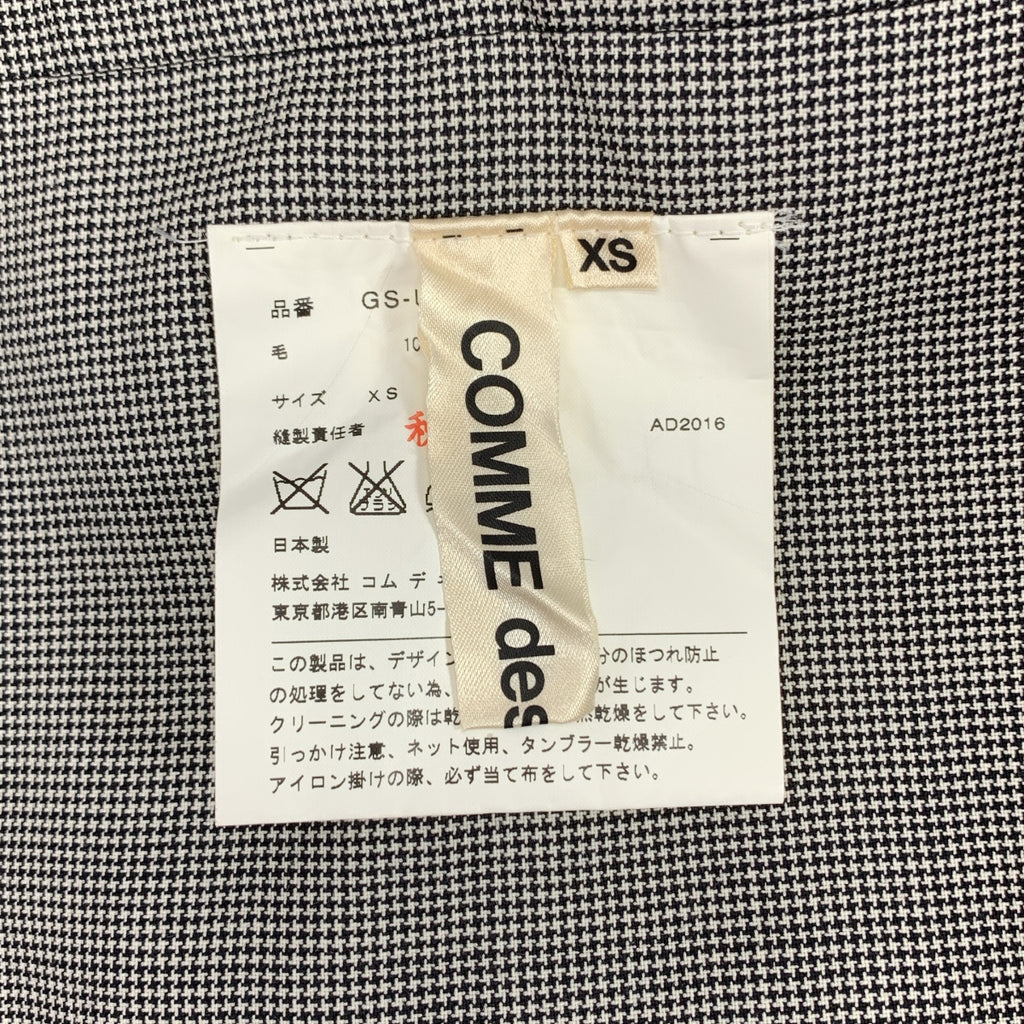 XS
COMME des
品番 GS-
毛 10
サイズ XS
縫製責任者
AD2016
日本製
株式会社 コム デ
東京都港区南青山5-
この製品は、デザイン 分のほつれ防止
の処理をしてない為、 が生じます。
クリーニングの際は乾 然乾燥をして下さい。
引っかけ注意、ネット使用、タンブラー乾燥禁止。
アイロン掛けの際、必ず当て布をして下さい。